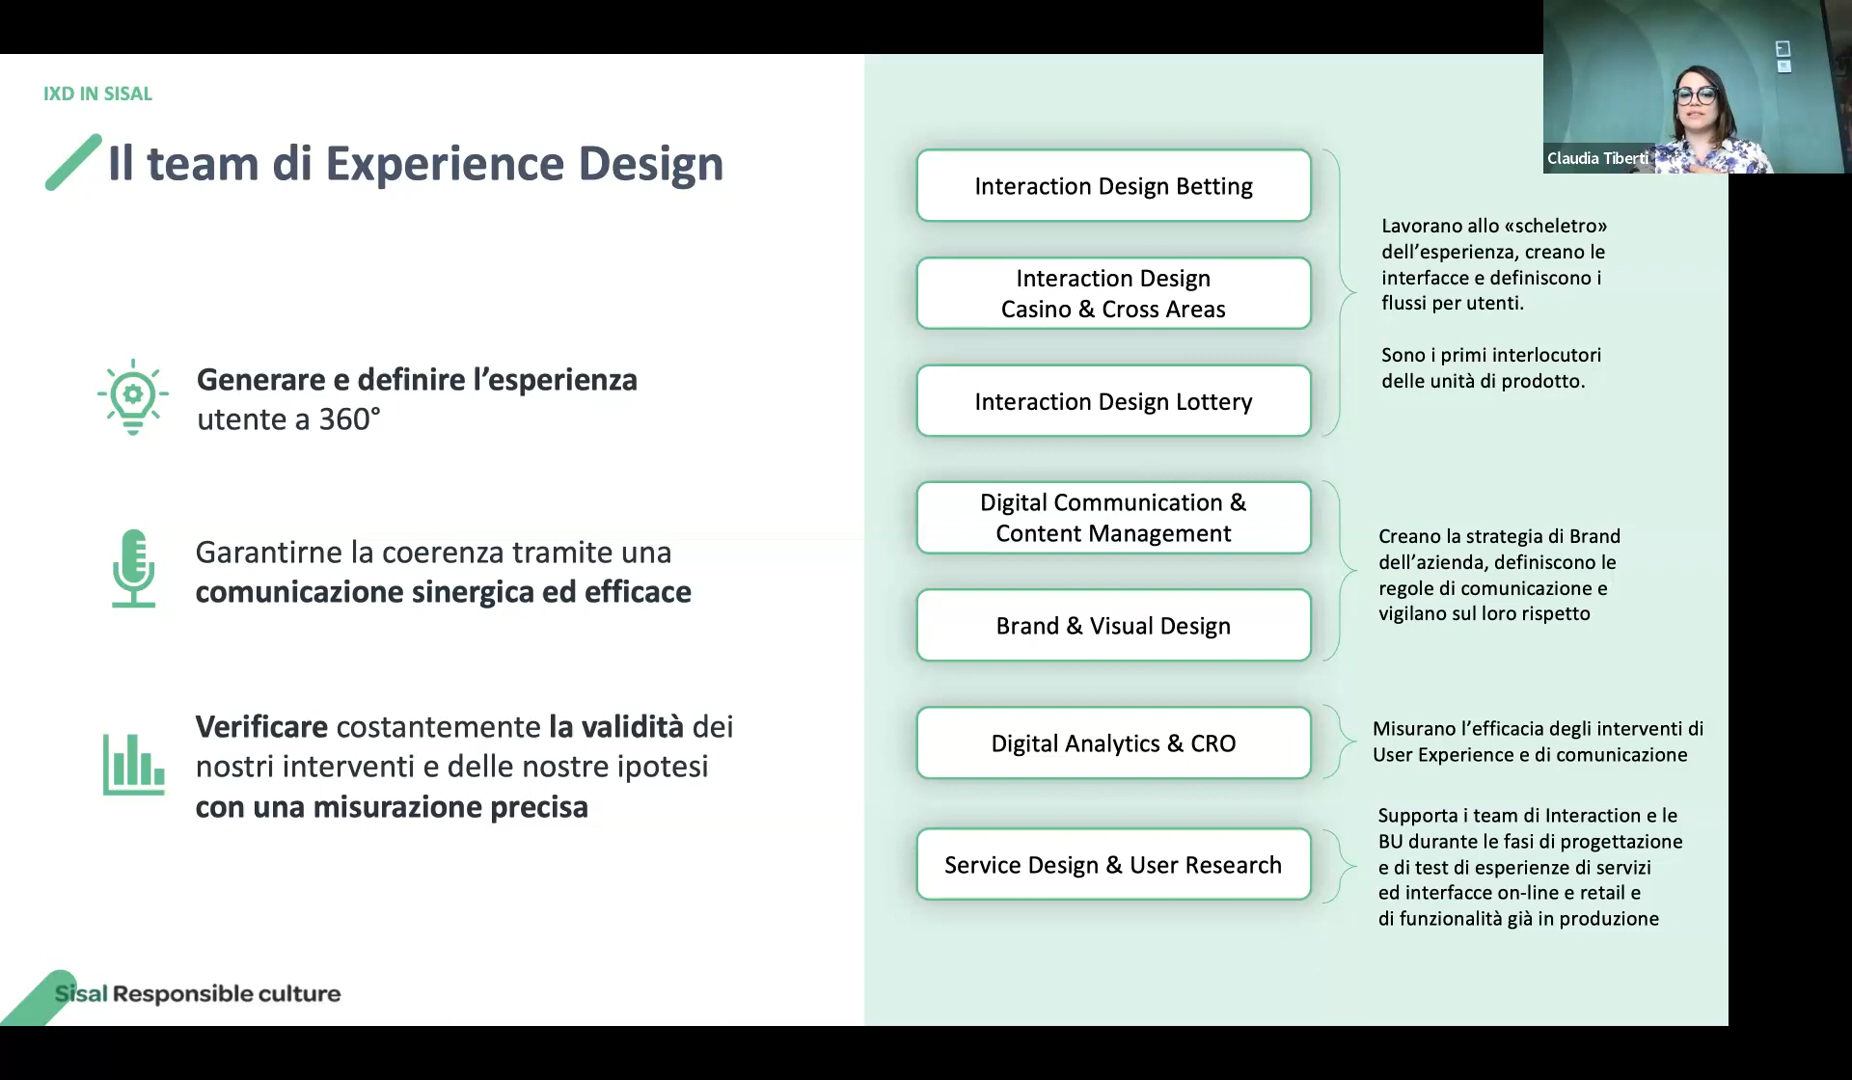 IXD IN SISAL
Il team di Experience Design
Generare e definire l’esperienza
utente a 360°
Garantirne la coerenza tramite una
comunicazione sinergica ed efficace
Verificare costantemente la validità dei
nostri interventi e delle nostre ipotesi
con una misurazione precisa
Sisal Responsible culture
Interaction Design Betting
Interaction Design
Casino & Cross Areas
Interaction Design Lottery
Lavorano allo «scheletro»
dell’esperienza, creano le
interfacce e definiscono i
flussi per utenti.
Sono i primi interlocutori
delle unità di prodotto.
Digital Communication &
Content Management
Brand & Visual Design
Creano la strategia di Brand
dell’azienda, definiscono le
regole di comunicazione e
vigilano sul loro rispetto
Digital Analytics & CRO
Misurano l’efficacia degli interventi di
User Experience e di comunicazione
Service Design & User Research
Supporta i team di Interaction e le
BU durante le fasi di progettazione
e di test di esperienze di servizi
ed interfacce on-line e retail e
di funzionalità già in produzione
Claudia Tiberti